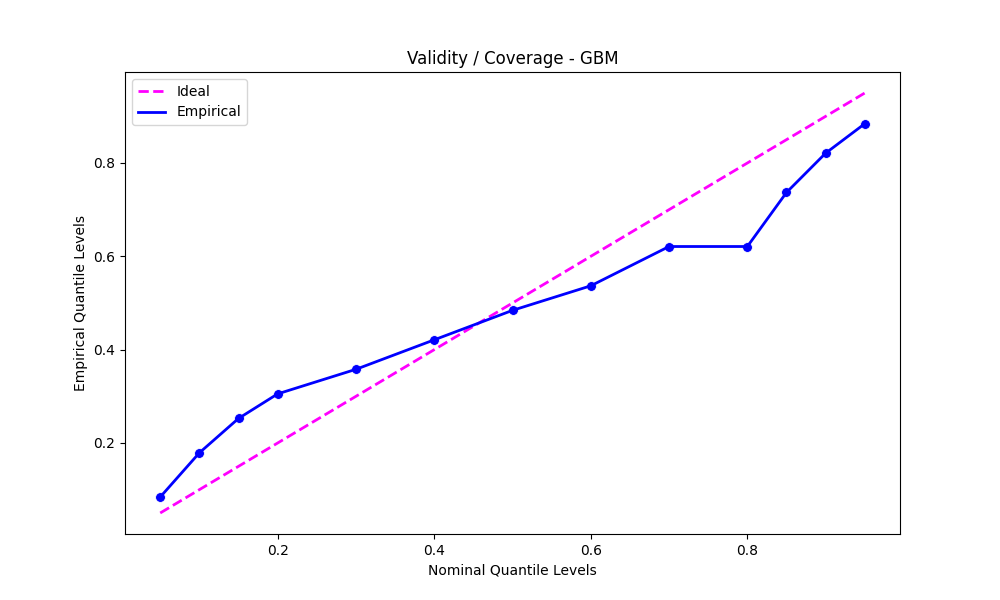 Validity / Coverage - GBM
Ideal
Empirical
0.8
0.6
0.4
0.2
Empirical Quantile Levels
0.2
0.4
0.6
0.8
Nominal Quantile Levels